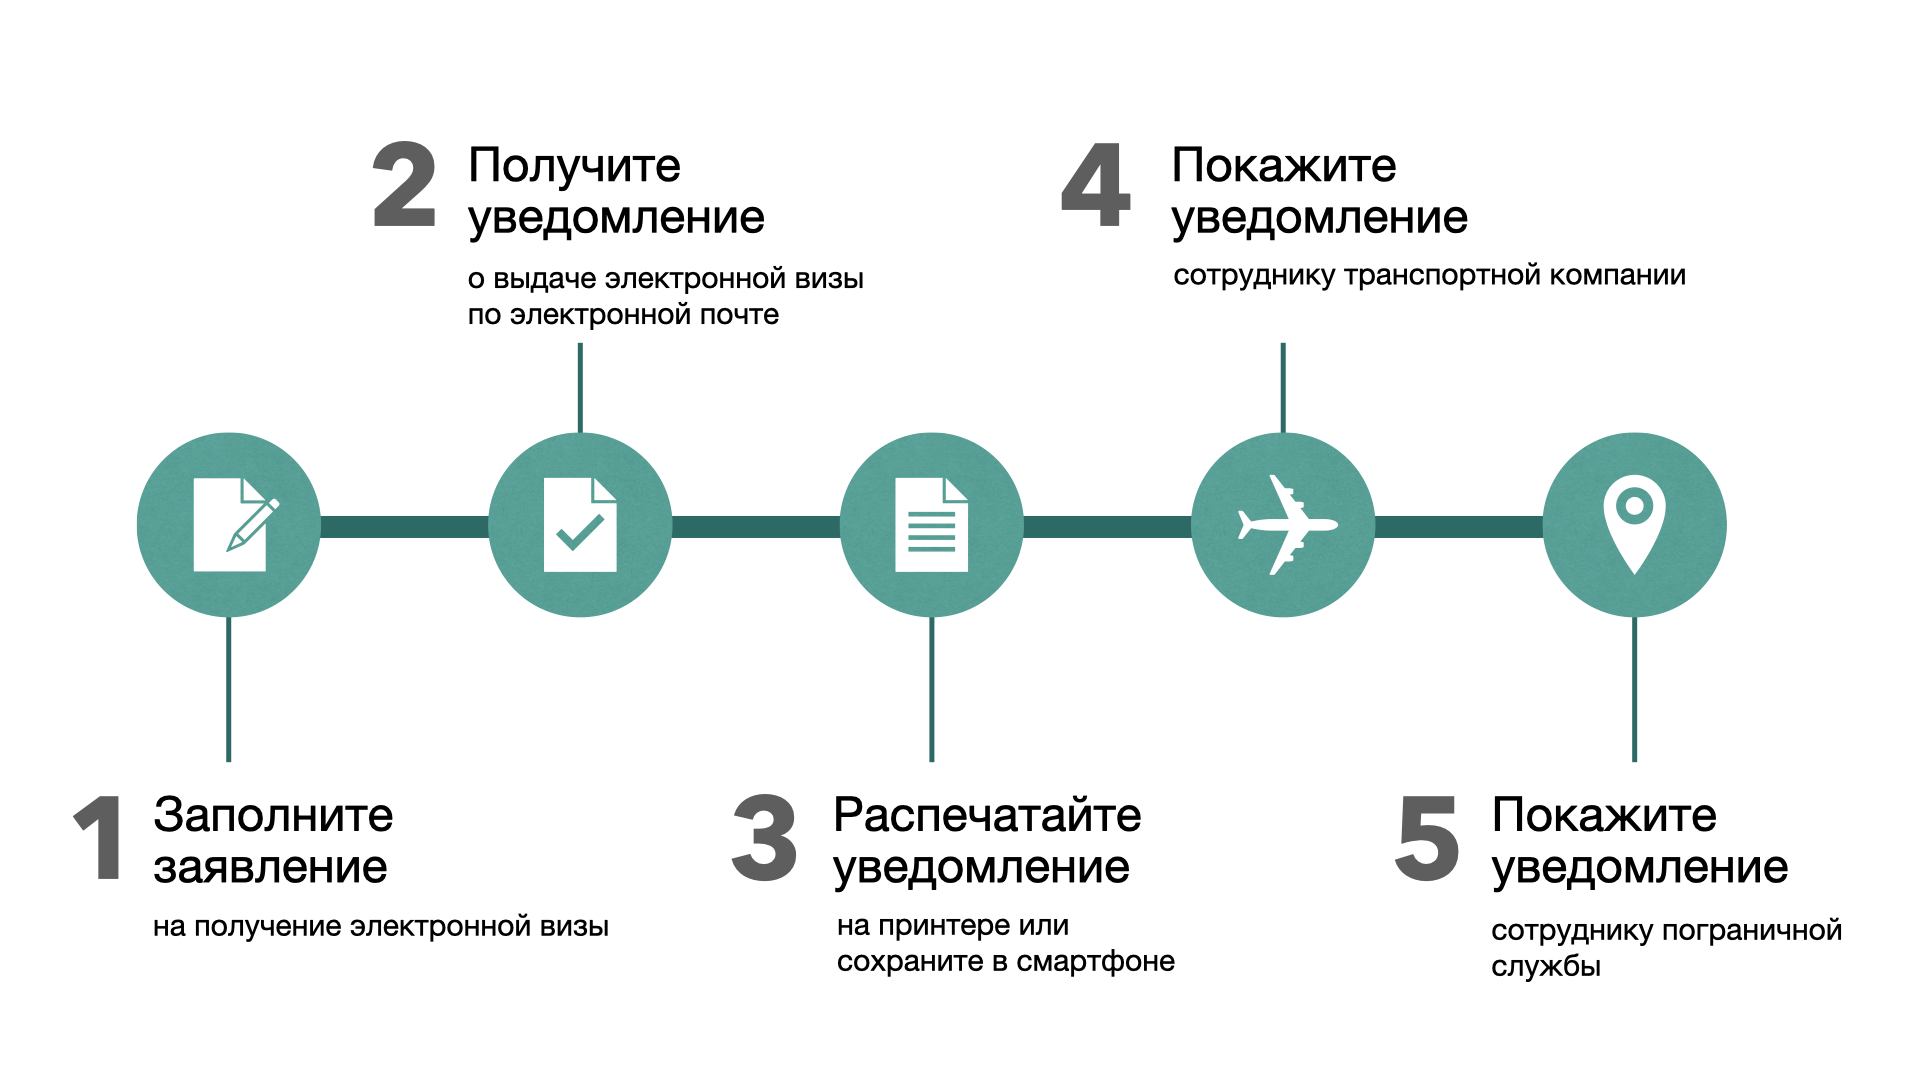 1
Заполните
заявление
на получение электронной визы
2
Получите
уведомление
о выдаче электронной визы
по электронной почте
3
Распечатайте
уведомление
на принтере или
сохраните в смартфоне
4
Покажите
уведомление
сотруднику транспортной компании
5
Покажите
уведомление
сотруднику пограничной
службы